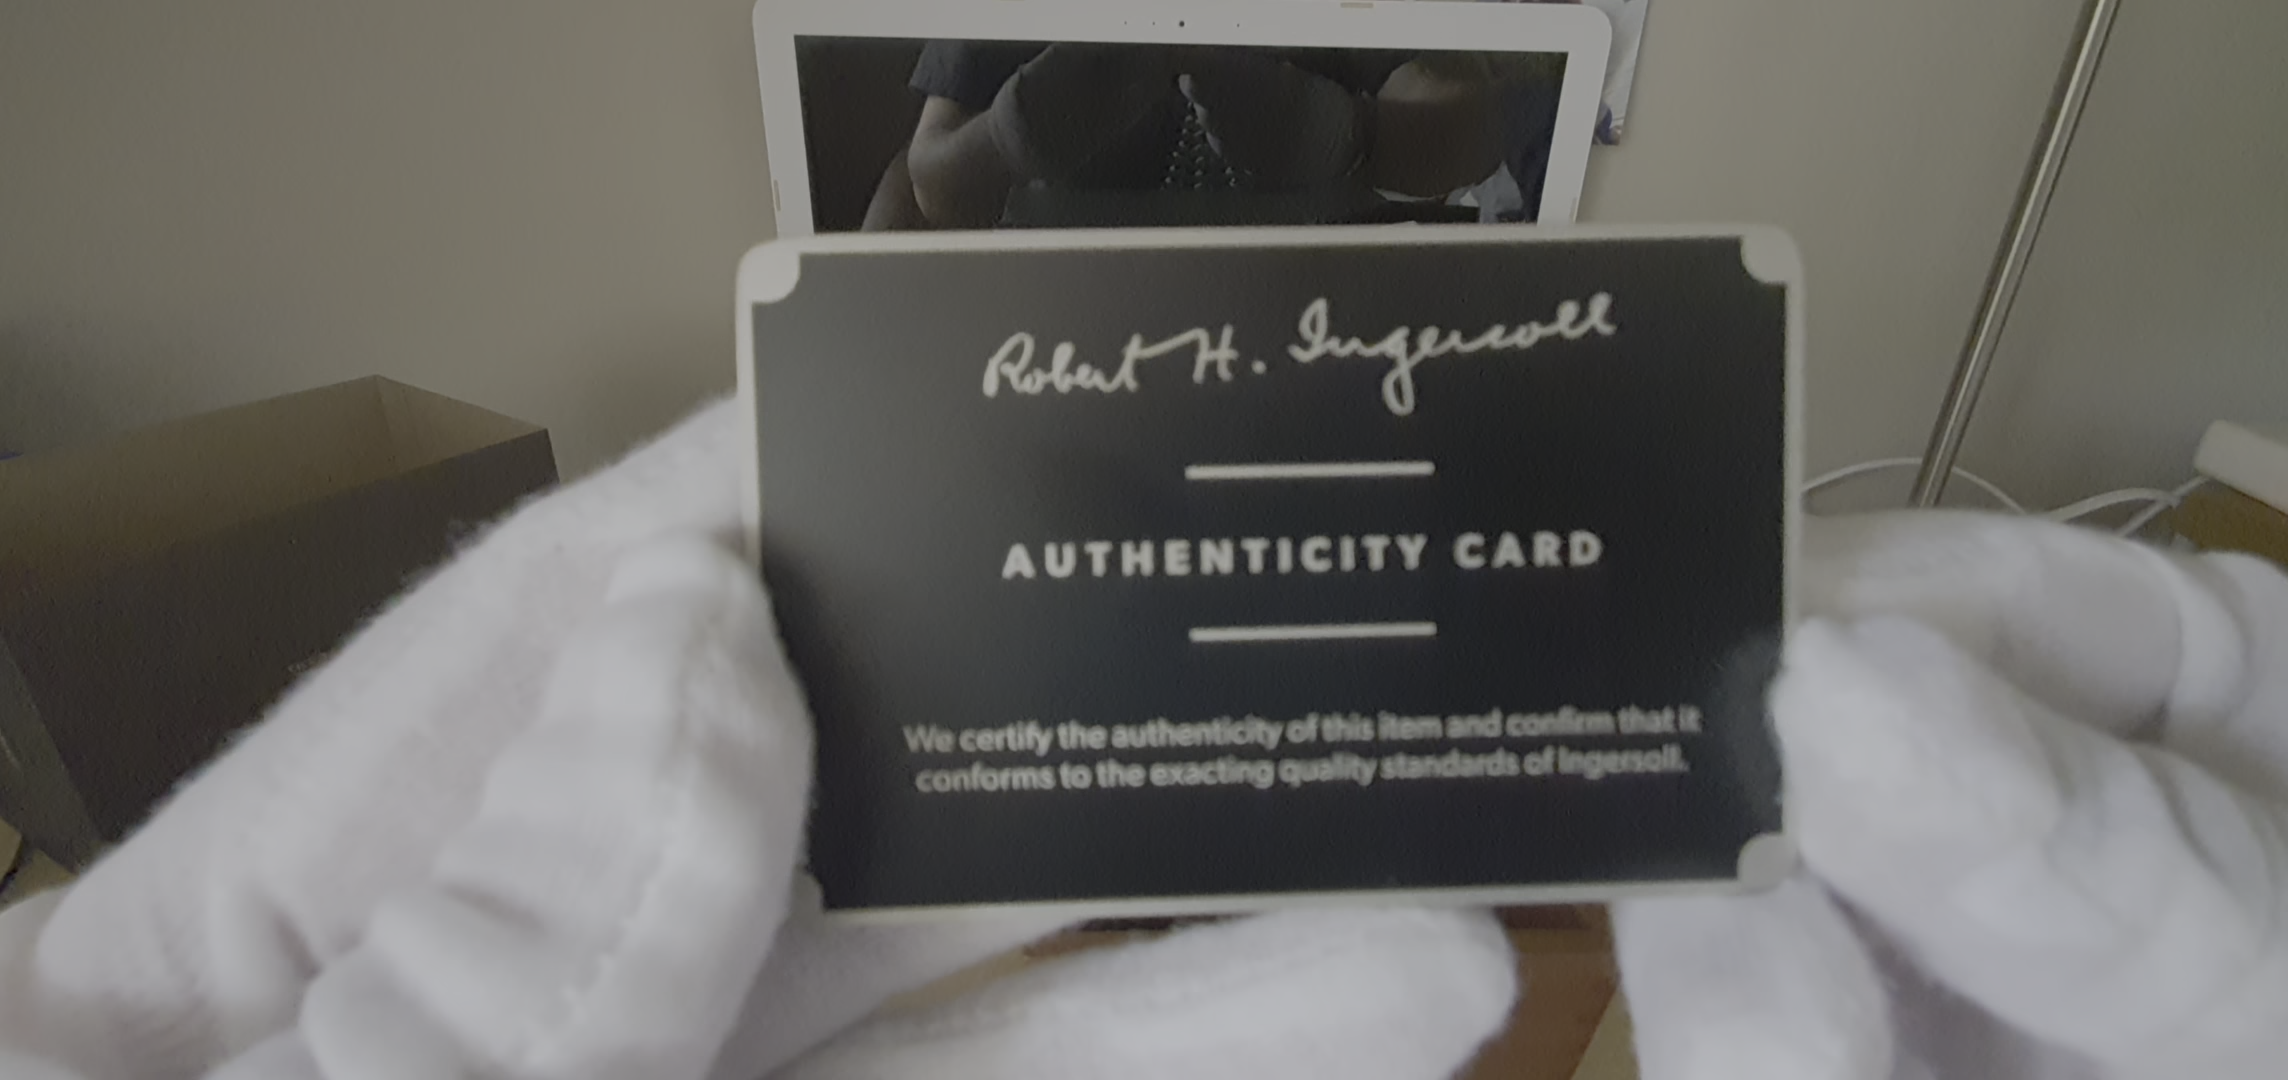 Robert H. Ingersoll
AUTHENTICITY CARD
We certify the authenticity of this item and confirm that it
conforms to the exacting quality standards of Ingersoll.